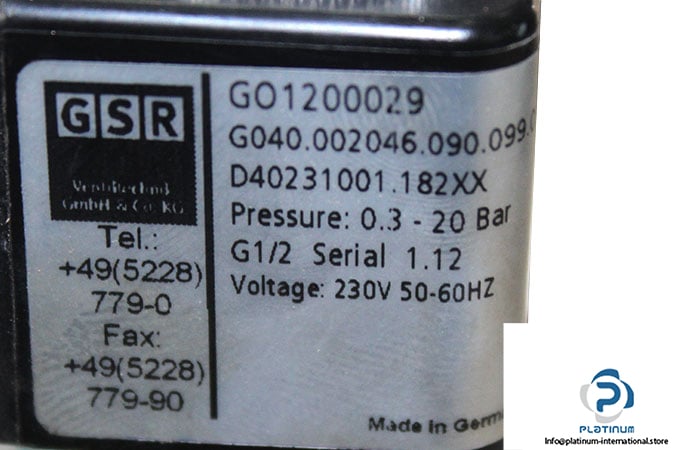 GSR
Ventiltechnik
GmbH & Co. KG
Tel.:
+49(5228)
779-0
Fax:
+49(5228)
779-90
GO1200029
G040.002046.090.099.
D40231001.182XX
Pressure: 0.3 - 20 Bar
G1/2 Serial 1.12
Voltage: 230V 50-60HZ
Made in Germ
PLATINUM
Info@platinum-international.store